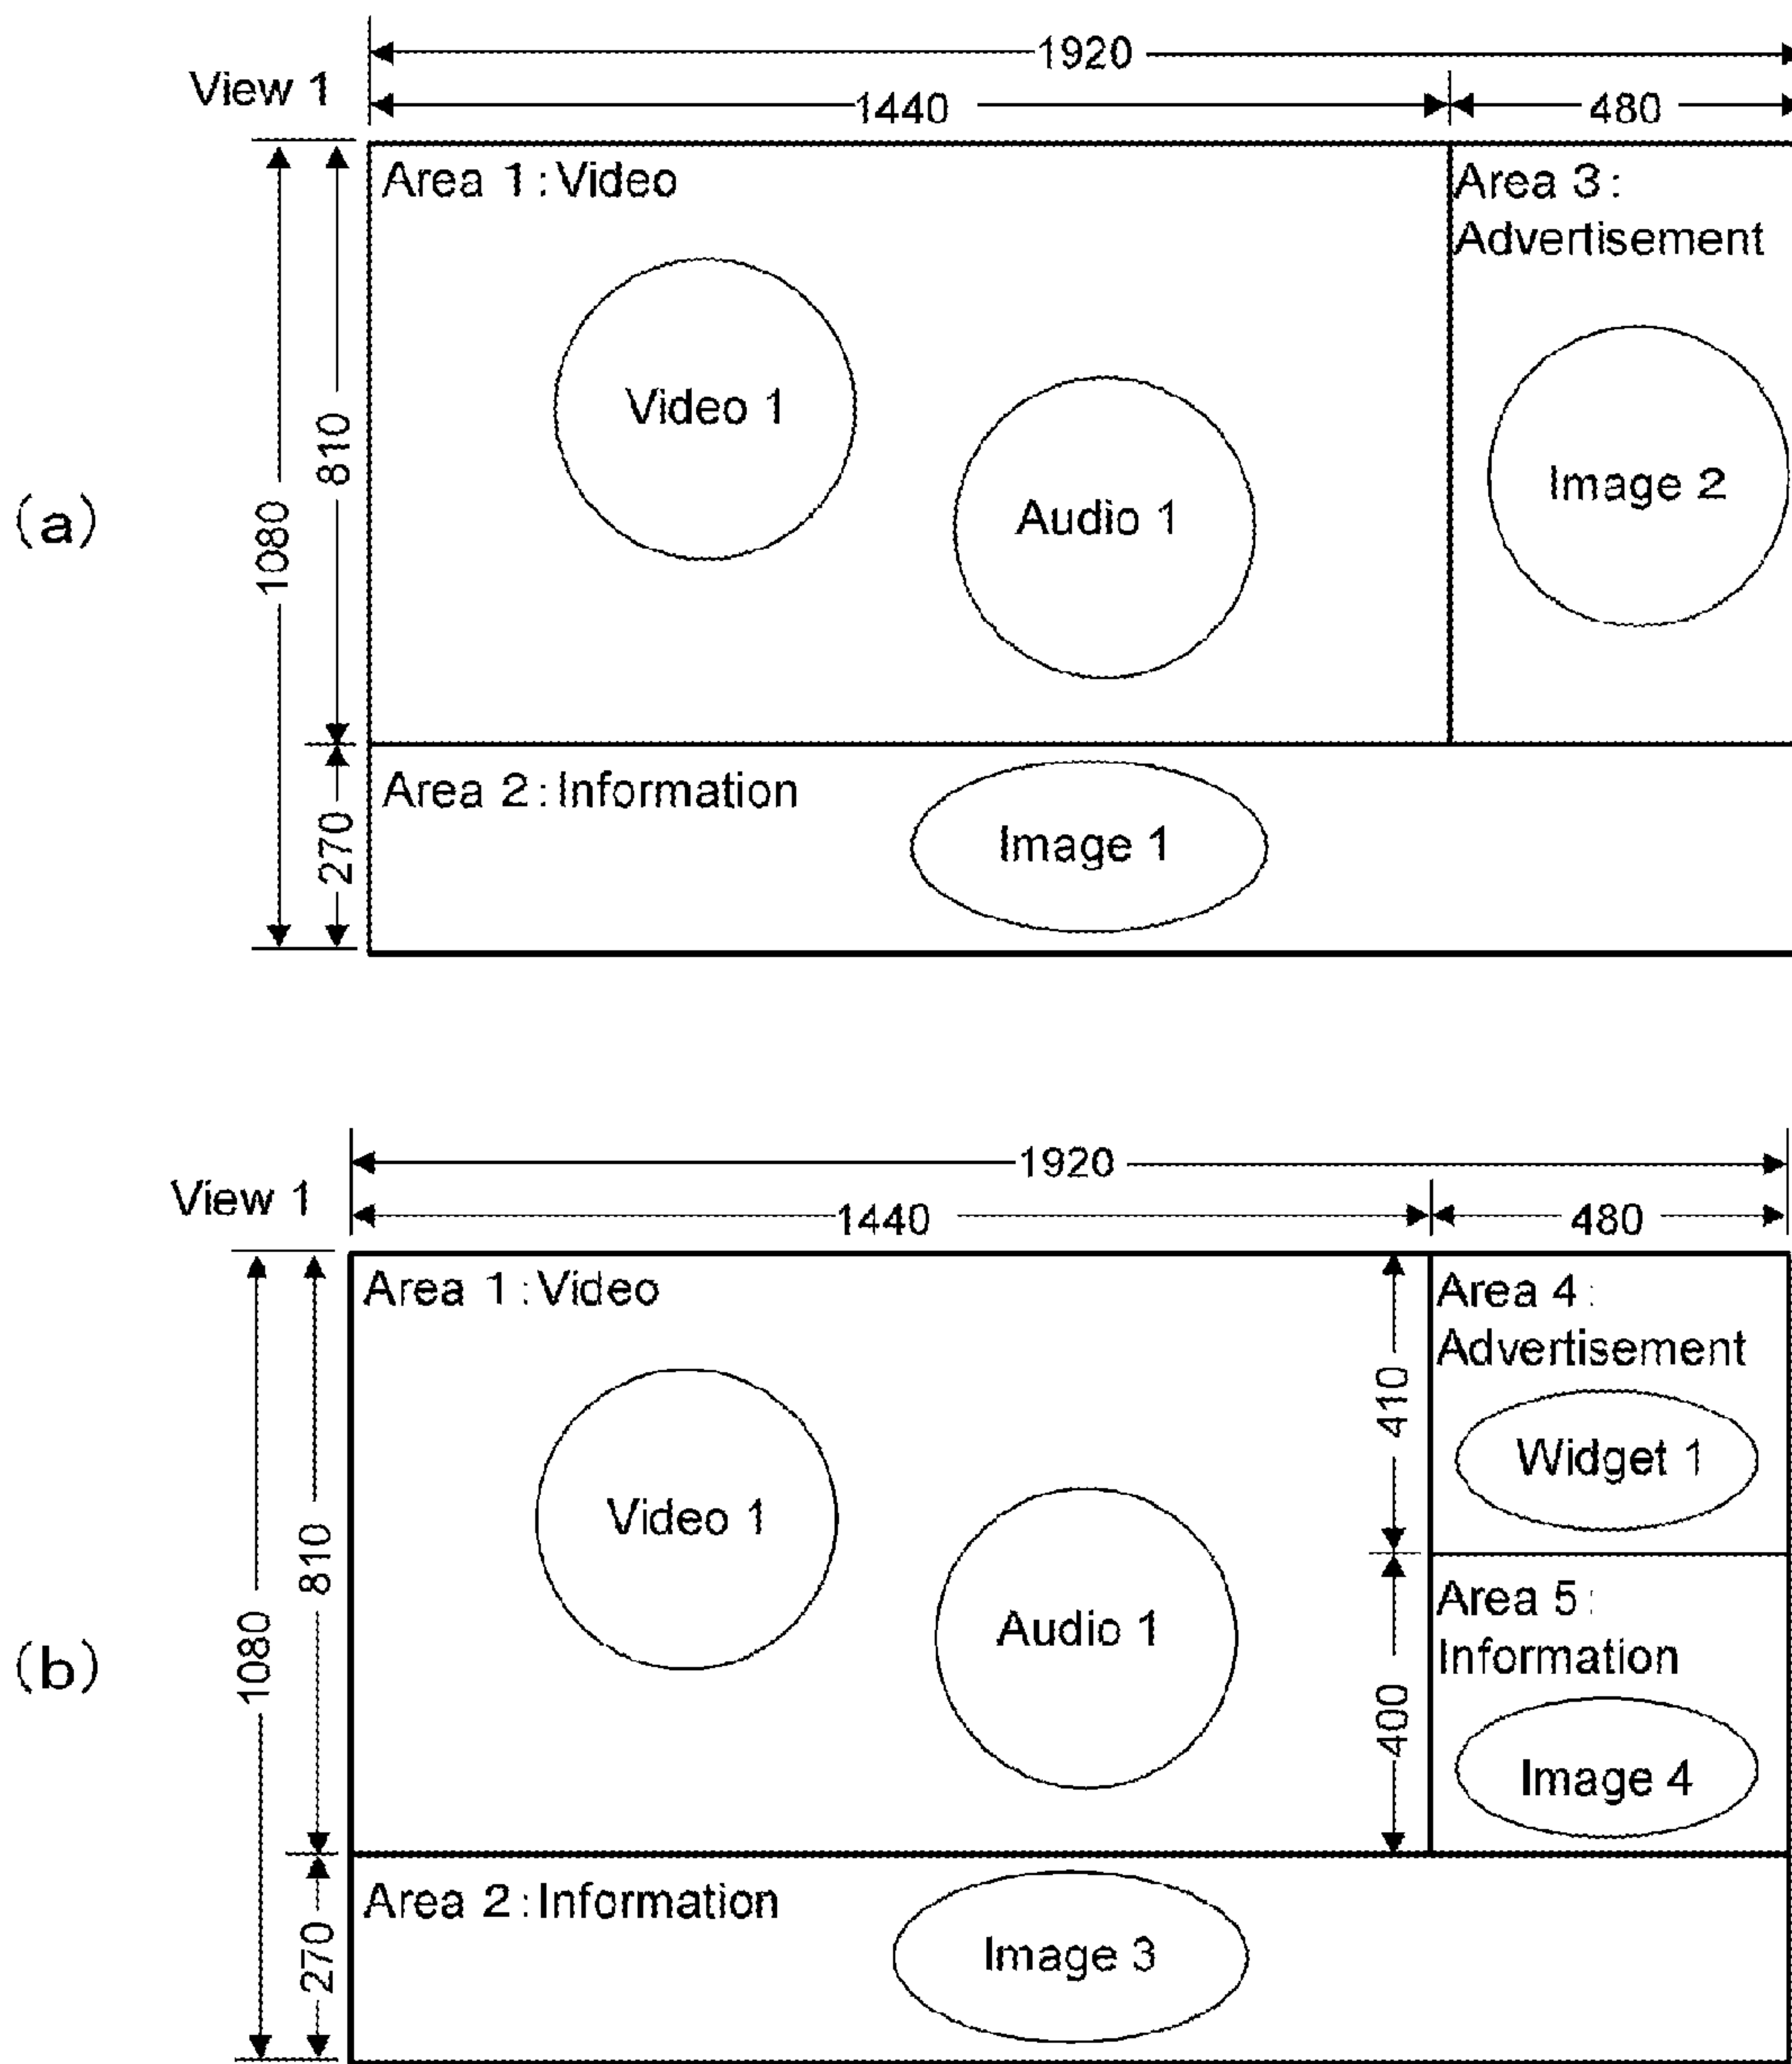 1920
View 1
1440
480
Area 1 : Video
Area 3 :
Advertisement
Video 1
Audio 1
Image 2
(a)
1080
810
Area 2 : Information
Image 1
270
1920
View 1
1440
480
Area 1 : Video
Area 4 :
Advertisement
410
Widget 1
Video 1
Audio 1
Area 5 :
Information
(b)
1080
810
400
Image 4
Area 2 : Information
Image 3
270